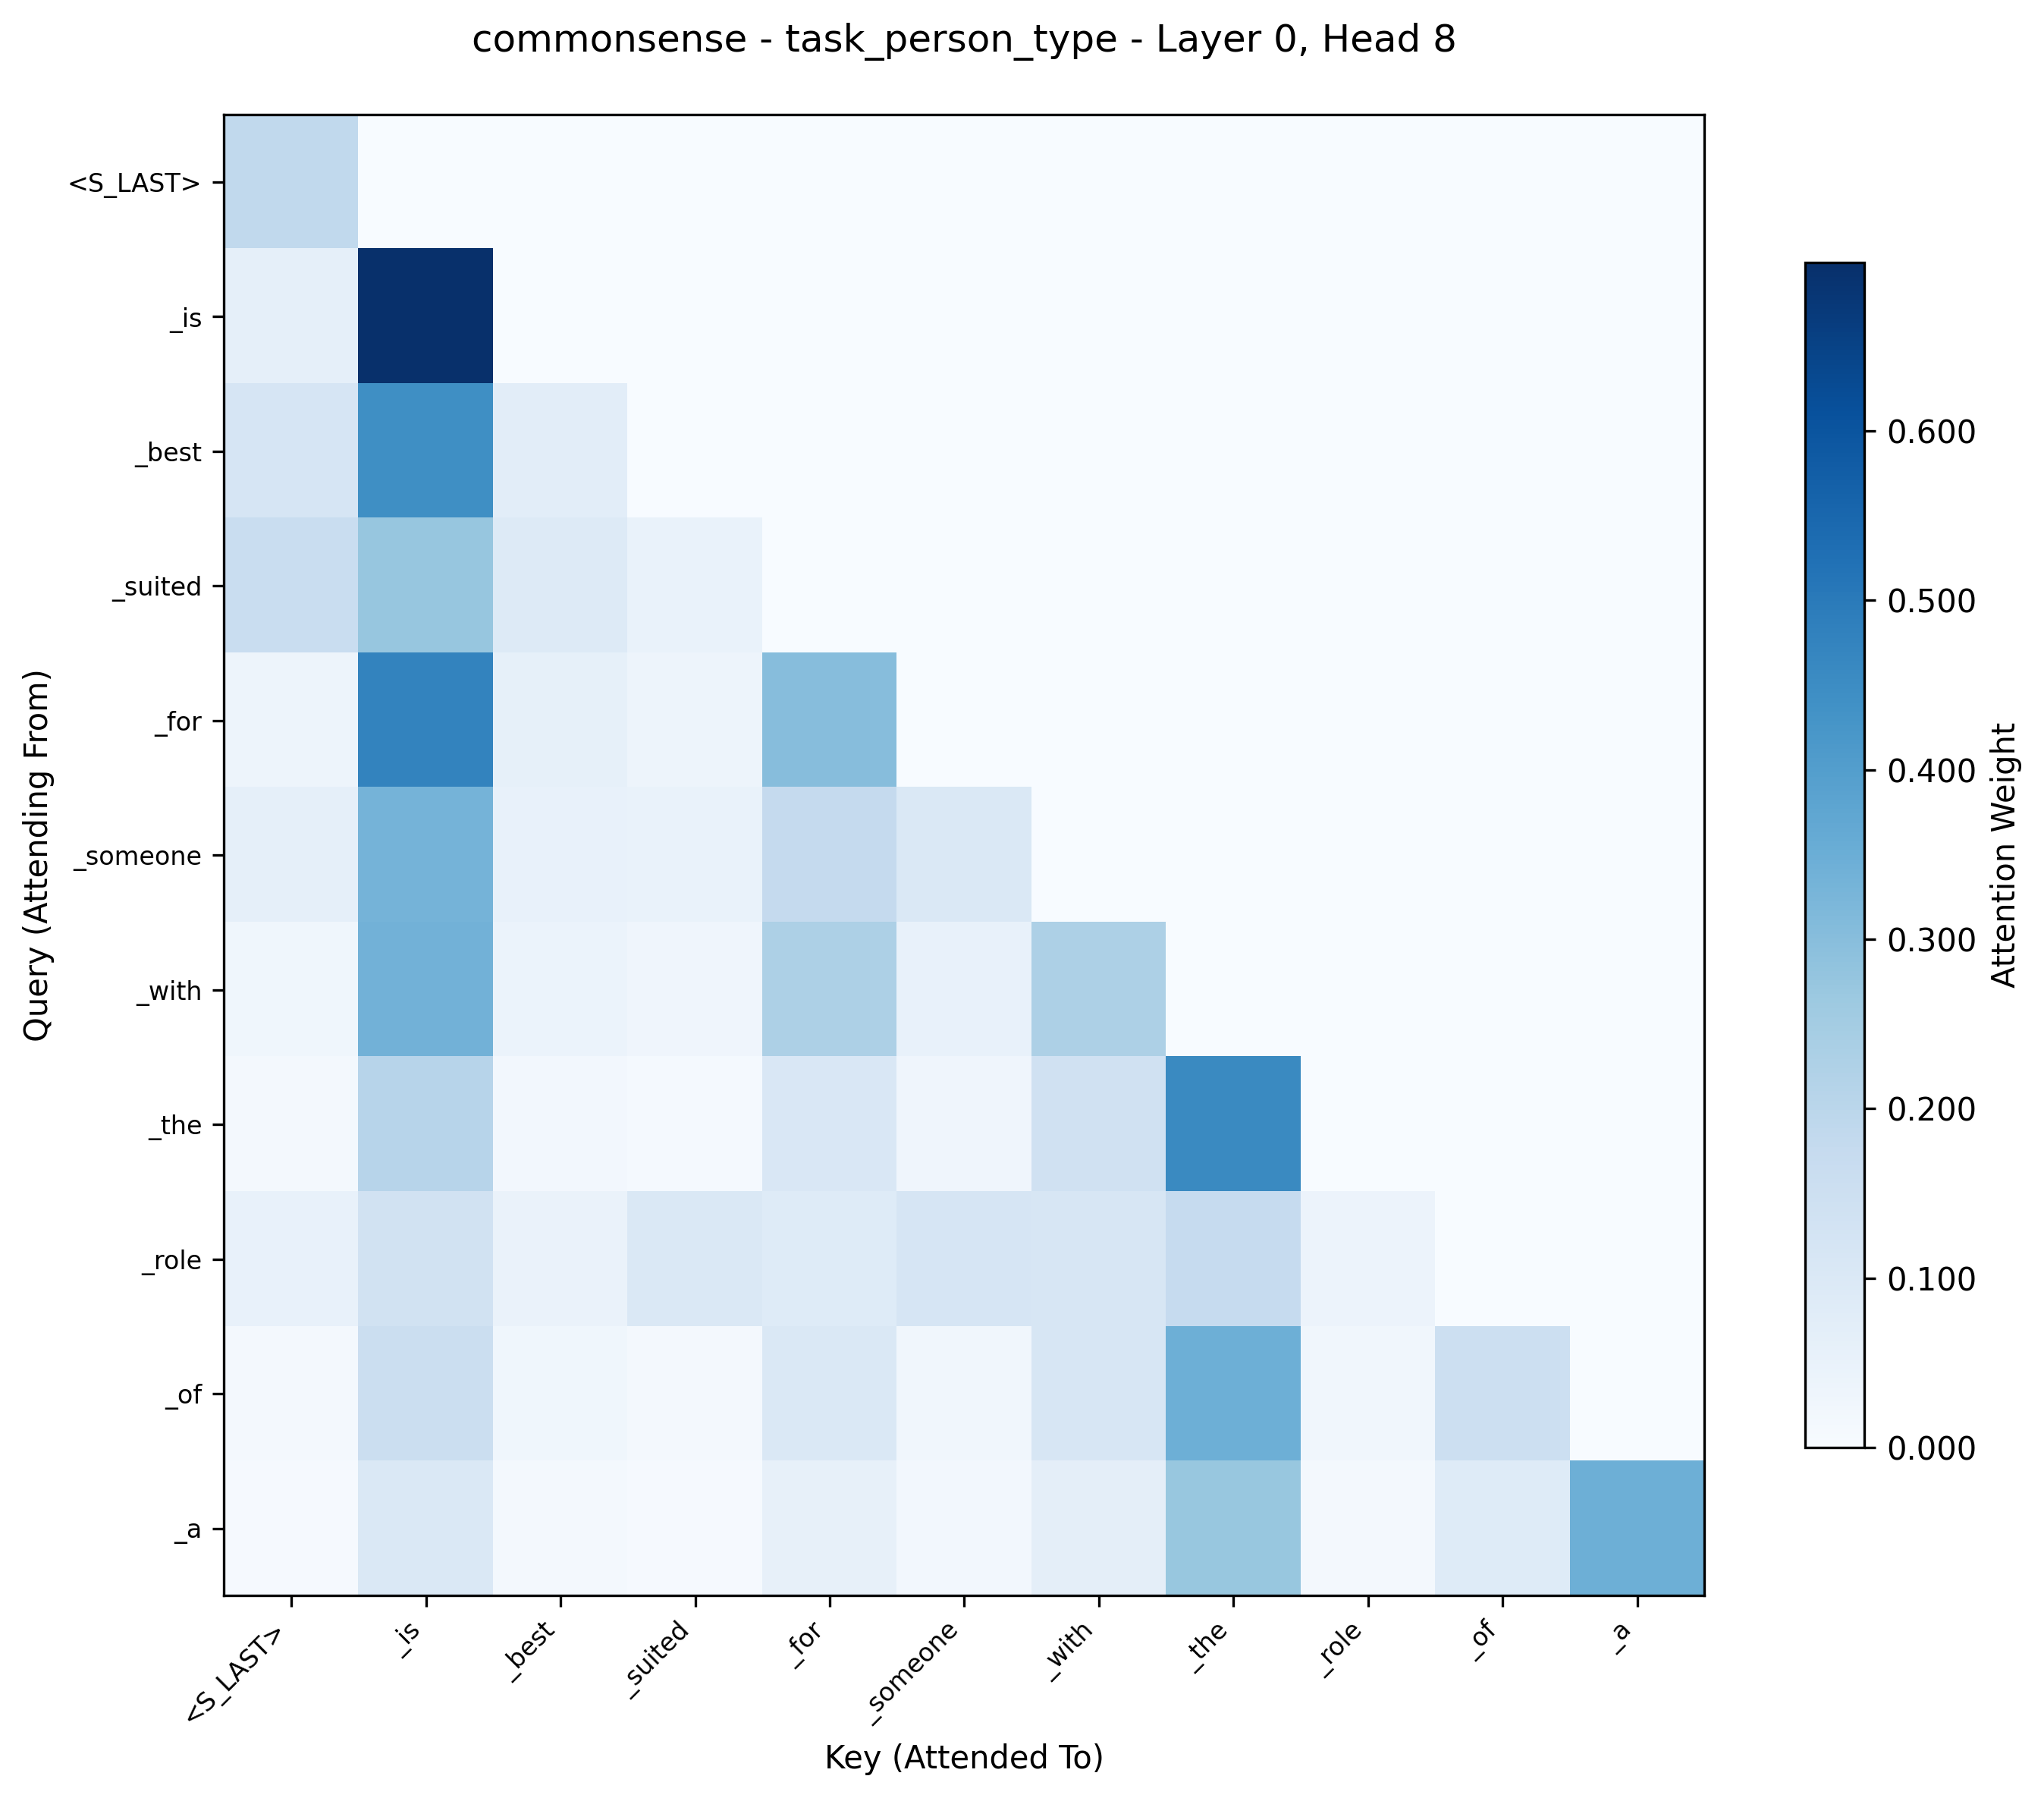 commonsense - task_person_type - Layer 0, Head 8
Query (Attending From)
<S_LAST>
_is
_best
_suited
_for
_someone
_with
_the
_role
_of
_a
<S_LAST>
_is
_best
_suited
_for
_someone
_with
_the
_role
_of
_a
Key (Attended To)
0.600
0.500
0.400
0.300
0.200
0.100
0.000
Attention Weight